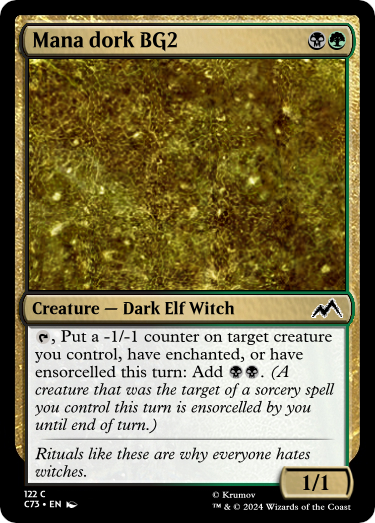 Mana dork BG2
Creature — Dark Elf Witch
, Put a -1/-1 counter on target creature
you control, have enchanted, or have
ensorcelled this turn: Add . (A
creature that was the target of a sorcery spell
you control this turn is ensorcelled by you
until end of turn.)
Rituals like these are why everyone hates
witches.
1/1
122 C
C73 • EN
© Krumov
™ & © 2024 Wizards of the Coast